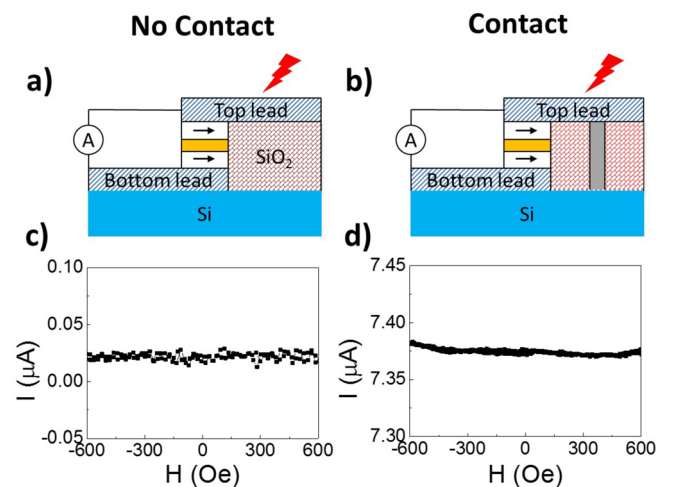 No Contact
Contact
a)
b)
Top lead
Top lead
A
A
SiO2
Bottom lead
Bottom lead
Si
Si
c)
d)
0.10
0.05
0.00
-0.05
I (μA)
-600 -300 0 300 600
H (Oe)
7.45
7.40
7.35
7.30
I (μA)
-600 -300 0 300 600
H (Oe)